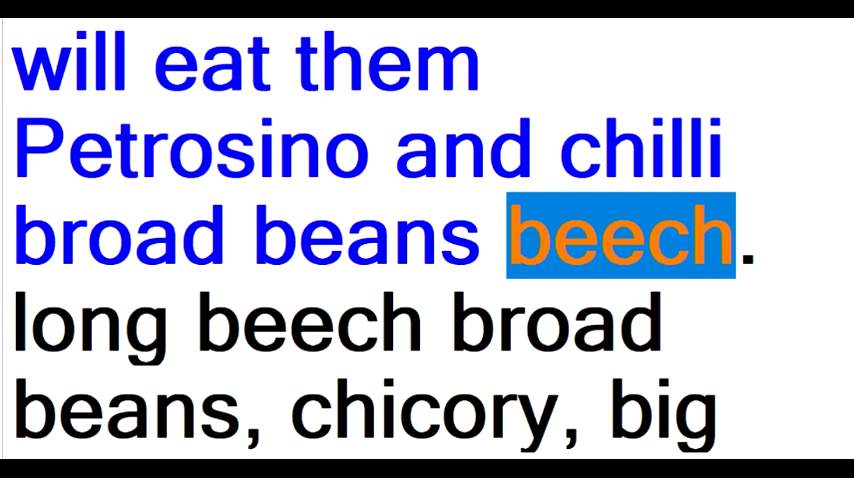 will eat them
Petrosino and chilli
broad beans beech.
long beech broad
beans, chicory, big